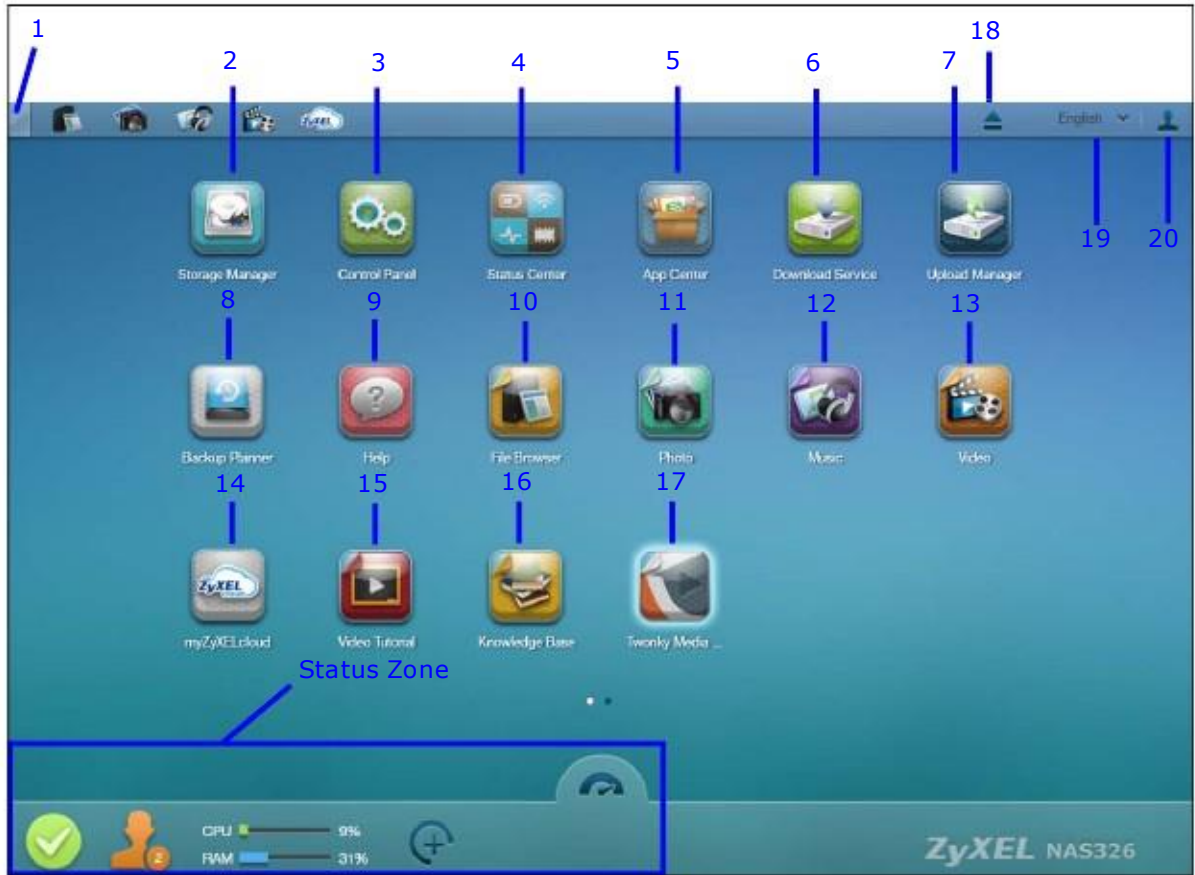 1
18
2 3 4 5 6 7
ZyXEL English
19 20
Storage Manager Control Panel Status Center App Center Download Service Upload Manager
8 9 10 11 12 13
?
Backup Planner Help File Browser Photo Music Video
14 15 16 17
ZyXEL
myZyXELcloud Video Tutorial Knowledge Base Twonky Media ...
Status Zone
CPU 9%
2
RAM 31%
ZyXEL NAS326